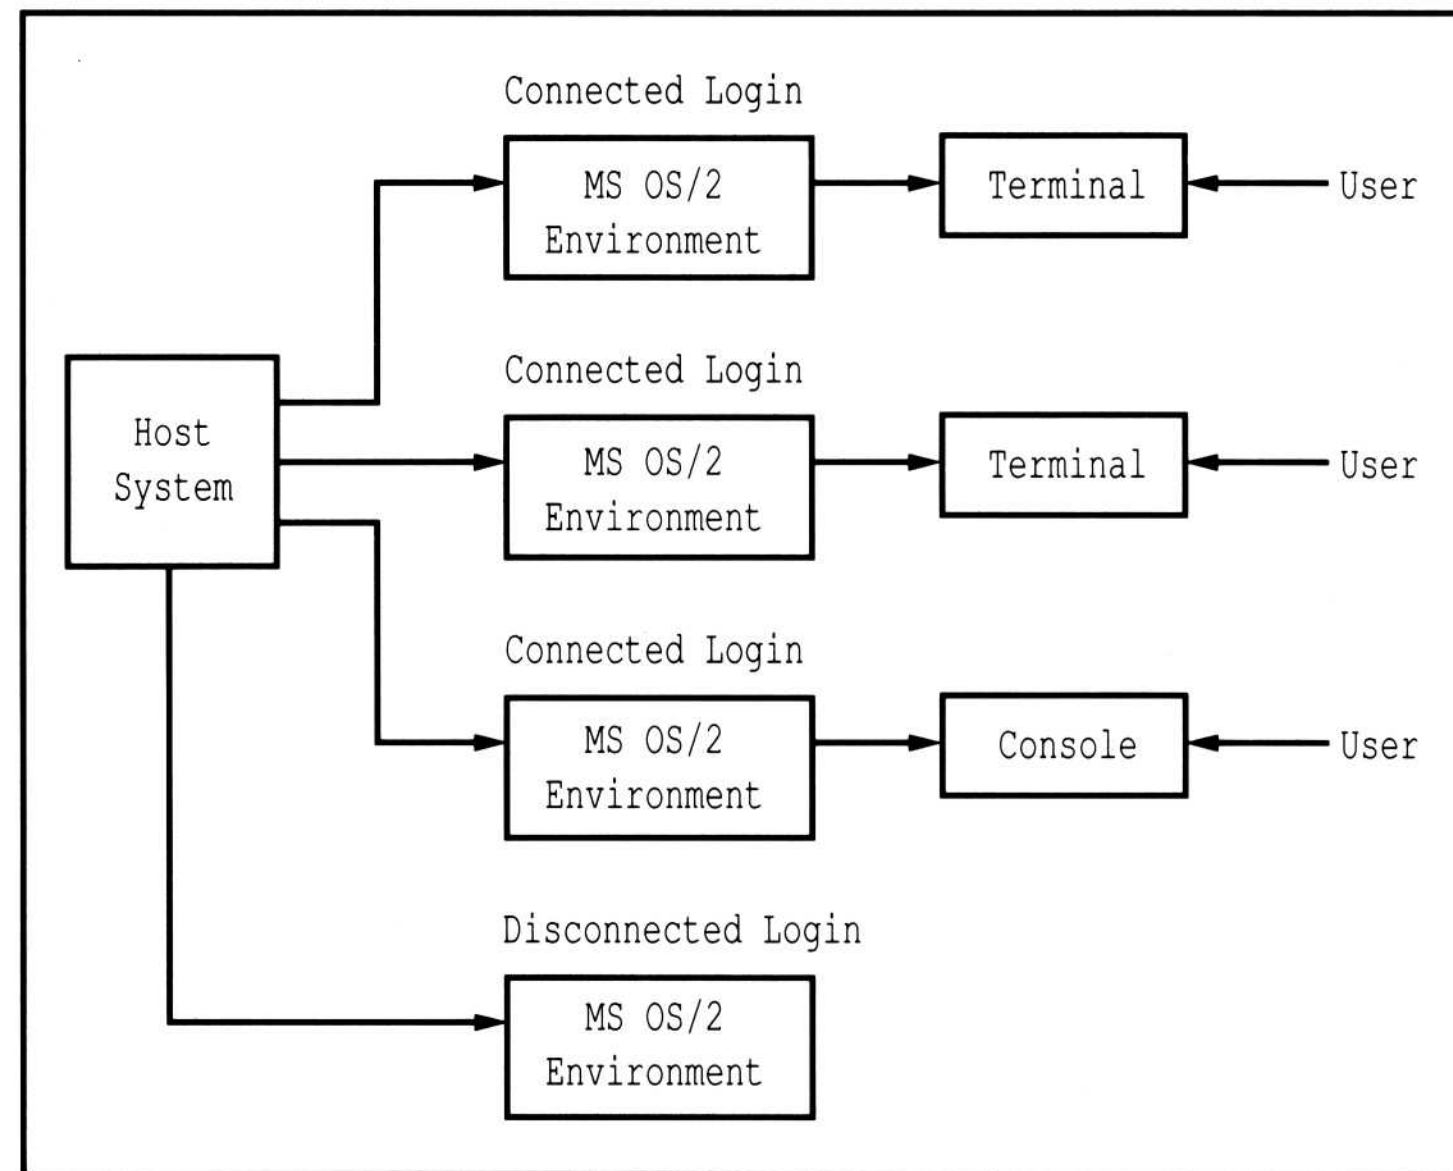 Connected Login
MS OS/2
Environment
Terminal
User
Connected Login
Host
System
MS OS/2
Environment
Terminal
User
Connected Login
MS OS/2
Environment
Console
User
Disconnected Login
MS OS/2
Environment